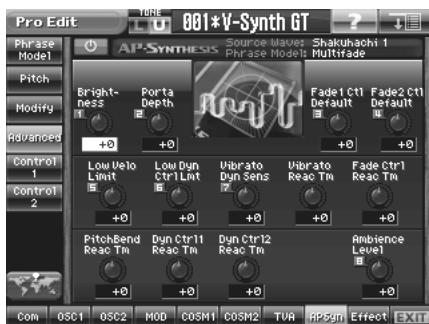 Pro Edit TONE LU 001*V-Synth GT ?
Phrase Model
AP-SYNTHESIS Source Wave: Shakuhachi 1
Phrase Model: Multifade
Pitch
Modify
Advanced
Control 1
Control 2
Brightness Porta Depth Fade1 Ctl Default Fade2 Ctl Default
1 2 3 4
+0 +0 +0 +0
Low Velo Limit Low Dyn CtrlLmt Vibrato Dyn Sens Vibrato Reac Tm Fade Ctrl Reac Tm
5 6 7
+0 +0 +0 +0 +0
PitchBend Reac Tm Dyn Ctrl1 Reac Tm Dyn Ctrl2 Reac Tm Ambience Level
8
+0 +0 +0 +0
Com OSC1 OSC2 MOD COSM1 COSM2 TVA APSyn Effect EXIT